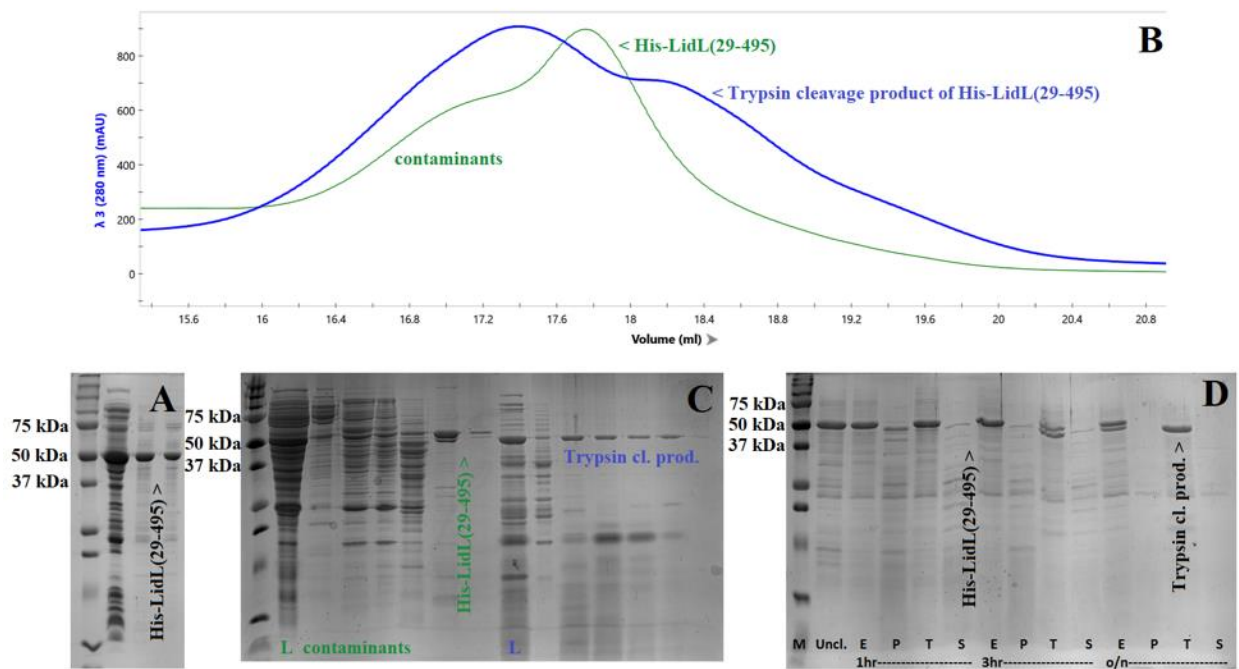 B
800
600
400
200
0
λ 3 (280 nm) (mAU)
< His-LidL(29-495)
< Trypsin cleavage product of His-LidL(29-495)
contaminants
15.6 16 16.4 16.8 17.2 17.6 18 18.4 18.8 19.2 19.6 20 20.4 20.8
Volume (ml) ➤
A
75 kDa
50 kDa
37 kDa
His-LidL(29-495) >
C
75 kDa
50 kDa
37 kDa
His-LidL(29-495) >
Trypsin cl. prod.
L contaminants
L
D
75 kDa
50 kDa
37 kDa
His-LidL(29-495) >
Trypsin cl. prod. >
M Uncl. E P T S E P T S E P T S
1hr------------------- 3hr------------------- o/n-------------------